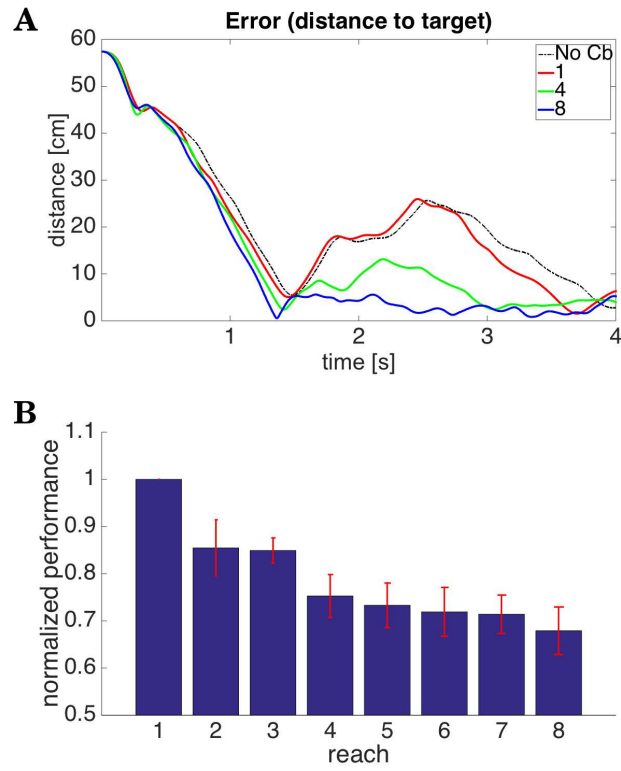 A
Error (distance to target)
60
50
40
30
20
10
0
distance [cm]
No Cb
1
4
8
1
2
3
4
time [s]
B
1.1
1
0.9
0.8
0.7
0.6
0.5
normalized performance
1 2 3 4 5 6 7 8
reach